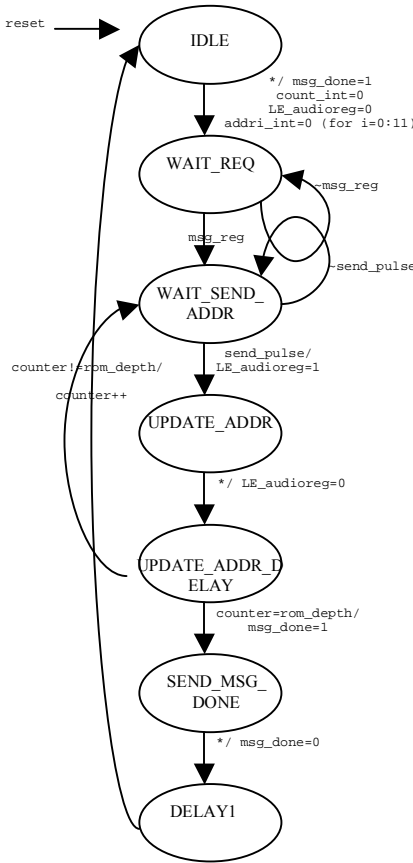 reset
IDLE
*/ msg_done=1
count_int=0
LE_audioreg=0
addri_int=0 (for i=0:11)
WAIT_REQ
~msg_reg
msg_reg
~send_pulse
WAIT_SEND_
ADDR
send_pulse/
LE_audioreg=1
counter!=rom_depth/
counter++
UPDATE_ADDR
*/ LE_audioreg=0
UPDATE_ADDR_D
ELAY
counter=rom_depth/
msg_done=1
SEND_MSG_
DONE
*/ msg_done=0
DELAY1